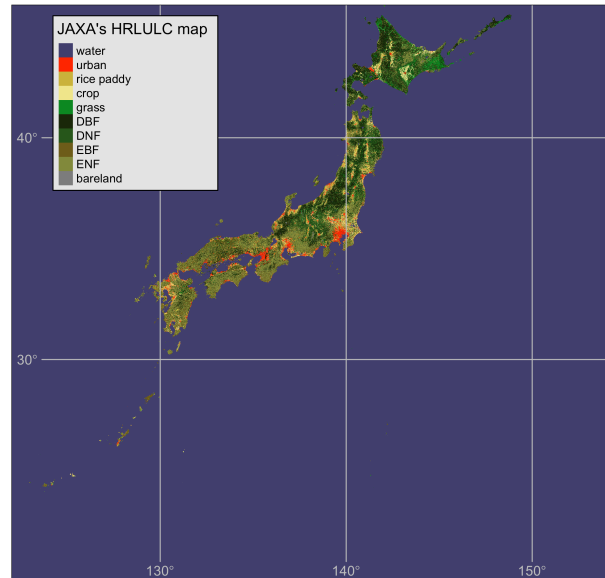 JAXA's HRLULC map
water
urban
rice paddy
crop
grass
DBF
DNF
EBF
ENF
bareland
40°
30°
130°
140°
150°